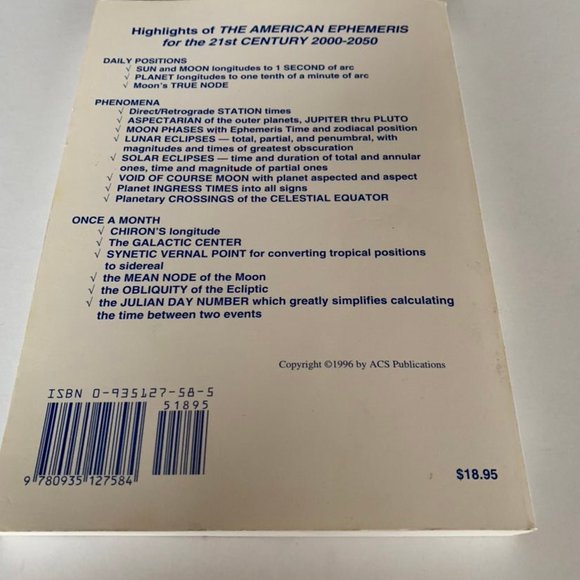 Highlights of THE AMERICAN EPHEMERIS
for the 21st CENTURY 2000-2050
DAILY POSITIONS
√ SUN and MOON longitudes to 1 SECOND of arc
√ PLANET longitudes to one tenth of a minute of arc
√ Moon's TRUE NODE
PHENOMENA
√ Direct/Retrograde STATION times
√ ASPECTARIAN of the outer planets, JUPITER thru PLUTO
√ MOON PHASES with Ephemeris Time and zodiacal position
√ LUNAR ECLIPSES — total, partial, and penumbral, with
magnitudes and times of greatest obscuration
√ SOLAR ECLIPSES — time and duration of total and annular
ones, time and magnitude of partial ones
√ VOID OF COURSE MOON with planet aspected and aspect
√ Planet INGRESS TIMES into all signs
√ Planetary CROSSINGS of the CELESTIAL EQUATOR
ONCE A MONTH
√ CHIRON'S longitude
√ The GALACTIC CENTER
√ SYNETIC VERNAL POINT for converting tropical positions
to sidereal
√ the MEAN NODE of the Moon
√ the OBLIQUITY of the Ecliptic
√ the JULIAN DAY NUMBER which greatly simplifies calculating
the time between two events
Copyright ©1996 by ACS Publications
ISBN 0-935127-58-5
51895
9 780935 127584
$18.95